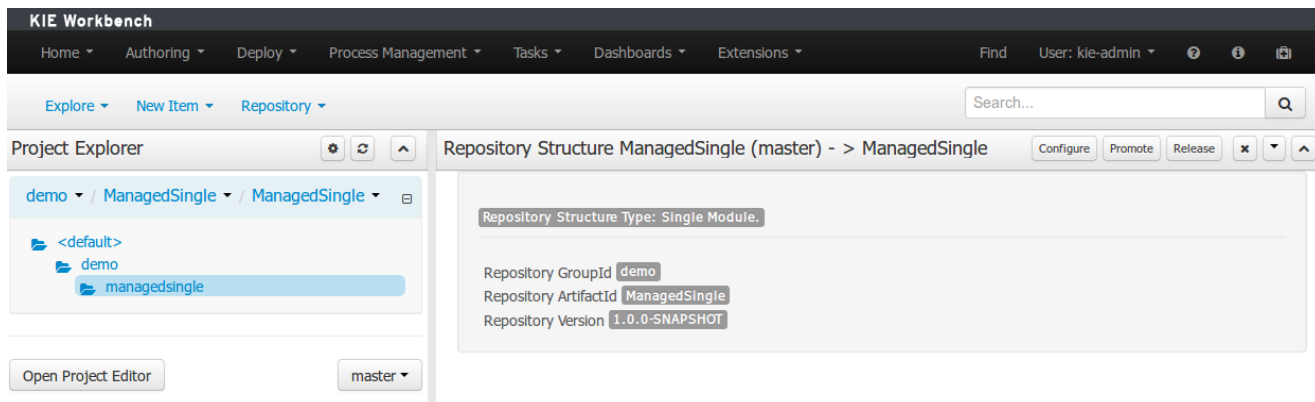 KIE Workbench
Home Authoring Deploy Process Management Tasks Dashboards Extensions Find User: kie-admin
Explore New Item Repository Search...
Project Explorer
Repository Structure ManagedSingle (master) - > ManagedSingle Configure Promote Release
demo / ManagedSingle / ManagedSingle
<default>
demo
managedsingle
Open Project Editor master
Repository Structure Type: Single Module.
Repository GroupId demo
Repository ArtifactId ManagedSingle
Repository Version 1.0.0-SNAPSHOT